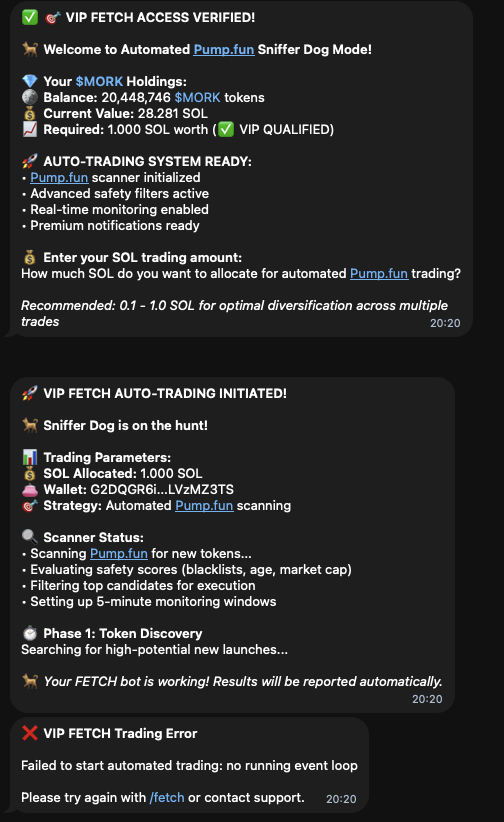 ✅ 🎯 VIP FETCH ACCESS VERIFIED!
🐕 Welcome to Automated Pump.fun Sniffer Dog Mode!
💎 Your $MORK Holdings:
🪙 Balance: 20,448,746 $MORK tokens
💰 Current Value: 28.281 SOL
📈 Required: 1.000 SOL worth (✅ VIP QUALIFIED)
🚀 AUTO-TRADING SYSTEM READY:
• Pump.fun scanner initialized
• Advanced safety filters active
• Real-time monitoring enabled
• Premium notifications ready
💰 Enter your SOL trading amount:
How much SOL do you want to allocate for automated Pump.fun trading?
Recommended: 0.1 - 1.0 SOL for optimal diversification across multiple
trades
20:20
🚀 VIP FETCH AUTO-TRADING INITIATED!
🐕 Sniffer Dog is on the hunt!
📊 Trading Parameters:
💰 SOL Allocated: 1.000 SOL
👛 Wallet: G2DQGR6i...LVzMZ3TS
🎯 Strategy: Automated Pump.fun scanning
🔍 Scanner Status:
• Scanning Pump.fun for new tokens...
• Evaluating safety scores (blacklists, age, market cap)
• Filtering top candidates for execution
• Setting up 5-minute monitoring windows
⏱️ Phase 1: Token Discovery
Searching for high-potential new launches...
🐕 Your FETCH bot is working! Results will be reported automatically.
20:20
❌ VIP FETCH Trading Error
Failed to start automated trading: no running event loop
Please try again with /fetch or contact support.
20:20